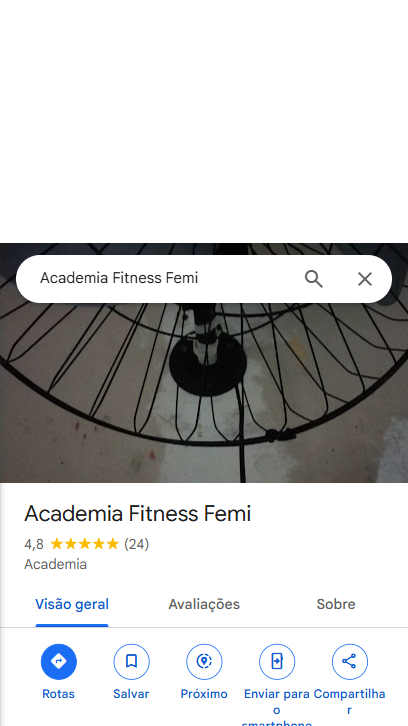 Academia Fitness Femi
Academia Fitness Femi
4,8 (24)
Academia
Visão geral Avaliações Sobre
Rotas Salvar Próximo Enviar para o smartphone Compartilhar